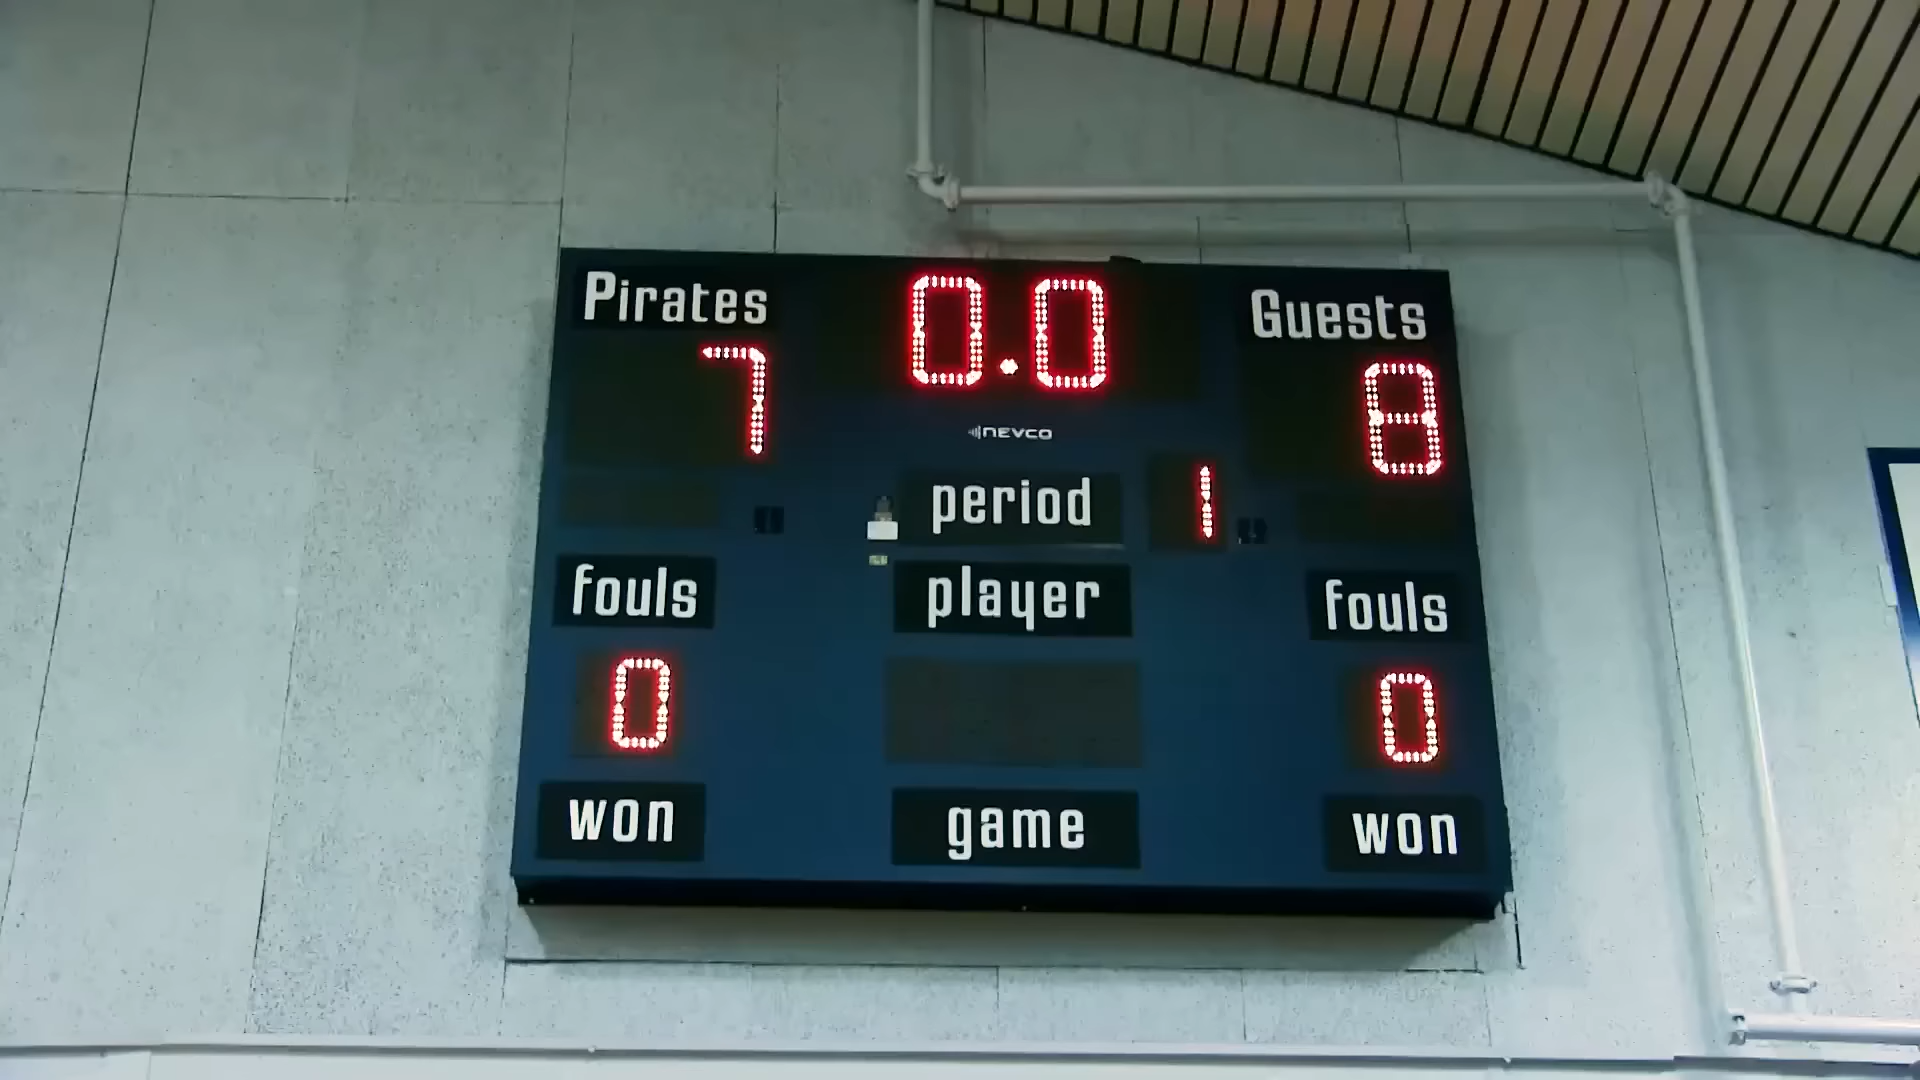 Pirates
0.0
Guests
7
8
NEVCO
period
1
fouls
player
fouls
0
0
won
game
won